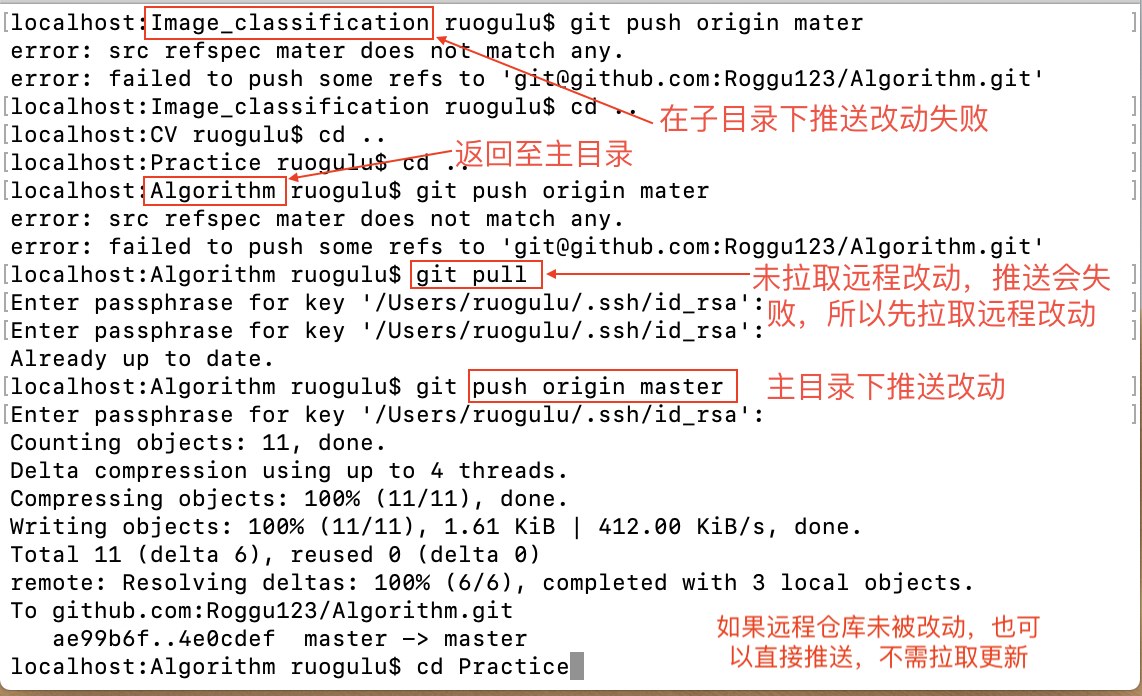 localhost:Image_classification ruogulu$ git push origin mater
error: src refspec mater does not match any.
error: failed to push some refs to 'git@github.com:Roggu123/Algorithm.git'
localhost:Image_classification ruogulu$ cd ..
在子目录下推送改动失败
localhost:CV ruogulu$ cd ..
localhost:Practice ruogulu$ cd ..
返回至主目录
localhost:Algorithm ruogulu$ git push origin mater
error: src refspec mater does not match any.
error: failed to push some refs to 'git@github.com:Roggu123/Algorithm.git'
localhost:Algorithm ruogulu$ git pull
未拉取远程改动，推送会失
败，所以先拉取远程改动
Enter passphrase for key '/Users/ruogulu/.ssh/id_rsa':
Enter passphrase for key '/Users/ruogulu/.ssh/id_rsa':
Already up to date.
localhost:Algorithm ruogulu$ git push origin master
主目录下推送改动
Enter passphrase for key '/Users/ruogulu/.ssh/id_rsa':
Counting objects: 11, done.
Delta compression using up to 4 threads.
Compressing objects: 100% (11/11), done.
Writing objects: 100% (11/11), 1.61 KiB | 412.00 KiB/s, done.
Total 11 (delta 6), reused 0 (delta 0)
remote: Resolving deltas: 100% (6/6), completed with 3 local objects.
To github.com:Roggu123/Algorithm.git
   ae99b6f..4e0cdef  master -> master
localhost:Algorithm ruogulu$ cd Practice
如果远程仓库未被改动，也可
以直接推送，不需拉取更新